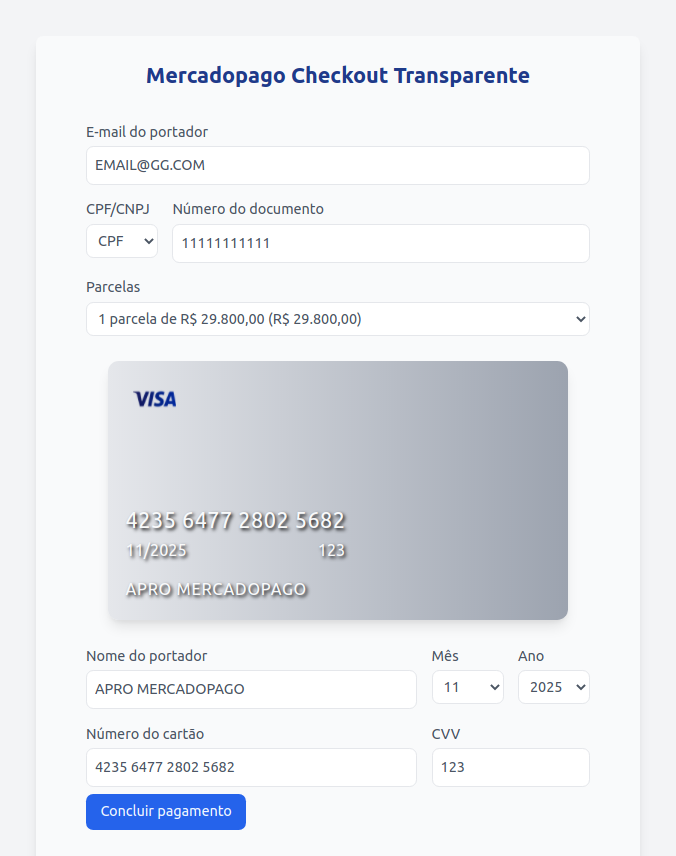 Mercadopago Checkout Transparente
E-mail do portador
EMAIL@GG.COM
CPF/CNPJ Número do documento
CPF 11111111111
Parcelas
1 parcela de R$ 29.800,00 (R$ 29.800,00)
VISA
4235 6477 2802 5682
11/2025 123
APRO MERCADOPAGO
Nome do portador Mês Ano
APRO MERCADOPAGO 11 2025
Número do cartão CVV
4235 6477 2802 5682 123
Concluir pagamento